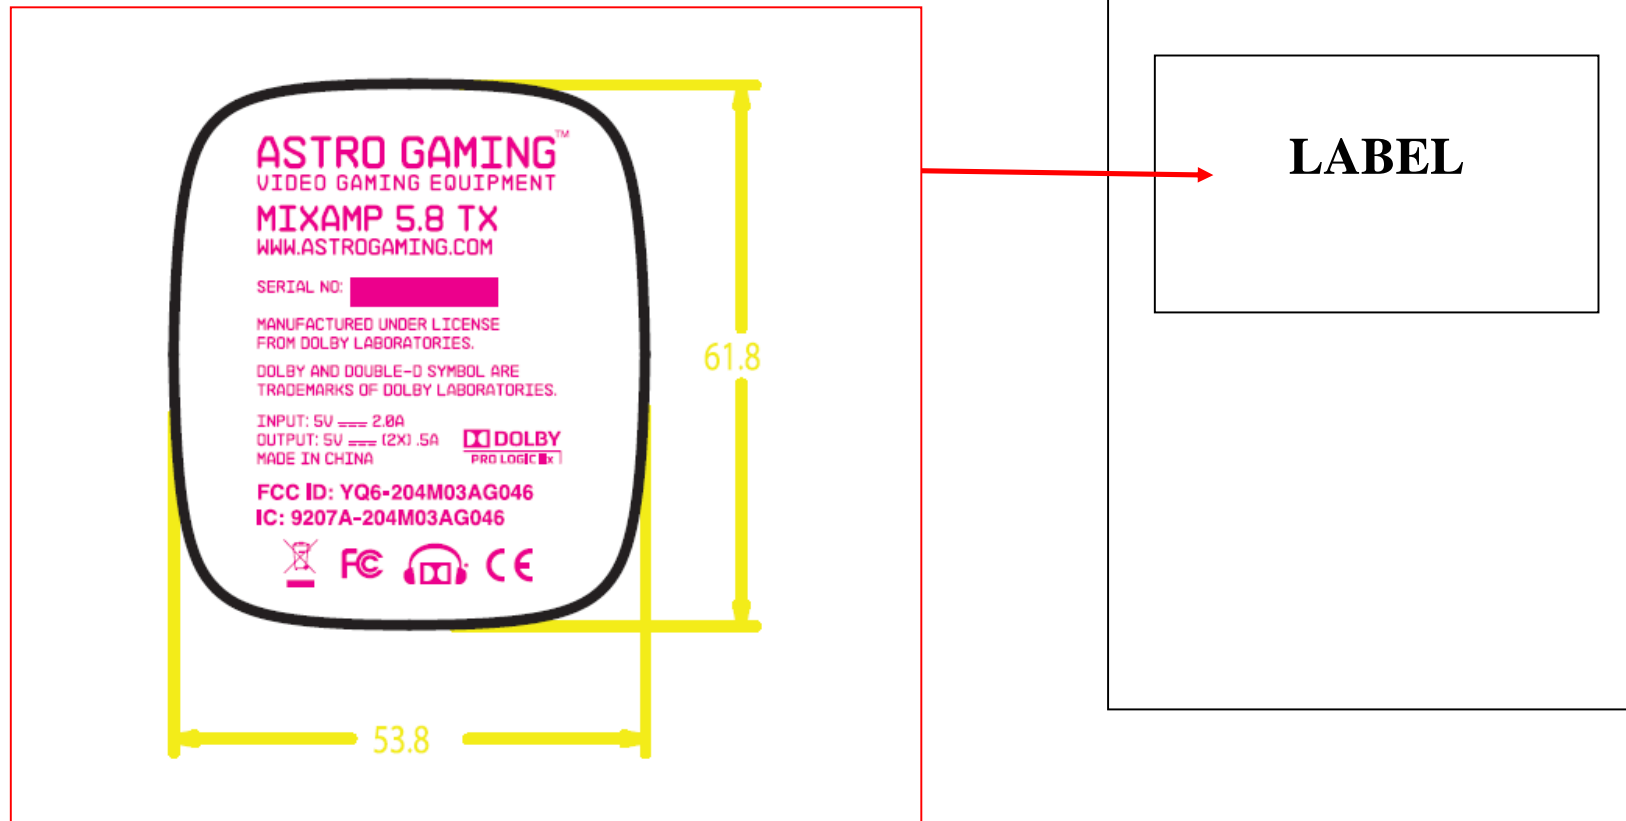 ASTRO GAMING™
VIDEO GAMING EQUIPMENT
MIXAMP 5.8 TX
WWW.ASTROGAMING.COM
SERIAL NO:
MANUFACTURED UNDER LICENSE
FROM DOLBY LABORATORIES.
DOLBY AND DOUBLE-D SYMBOL ARE
TRADEMARKS OF DOLBY LABORATORIES.
INPUT: 5V ⎓ 2.0A
OUTPUT: 5V ⎓ (2X) .5A
MADE IN CHINA
DOLBY
PRO LOGIC IIx
FCC ID: YQ6-204M03AG046
IC: 9207A-204M03AG046
FC CE
61.8
53.8
LABEL